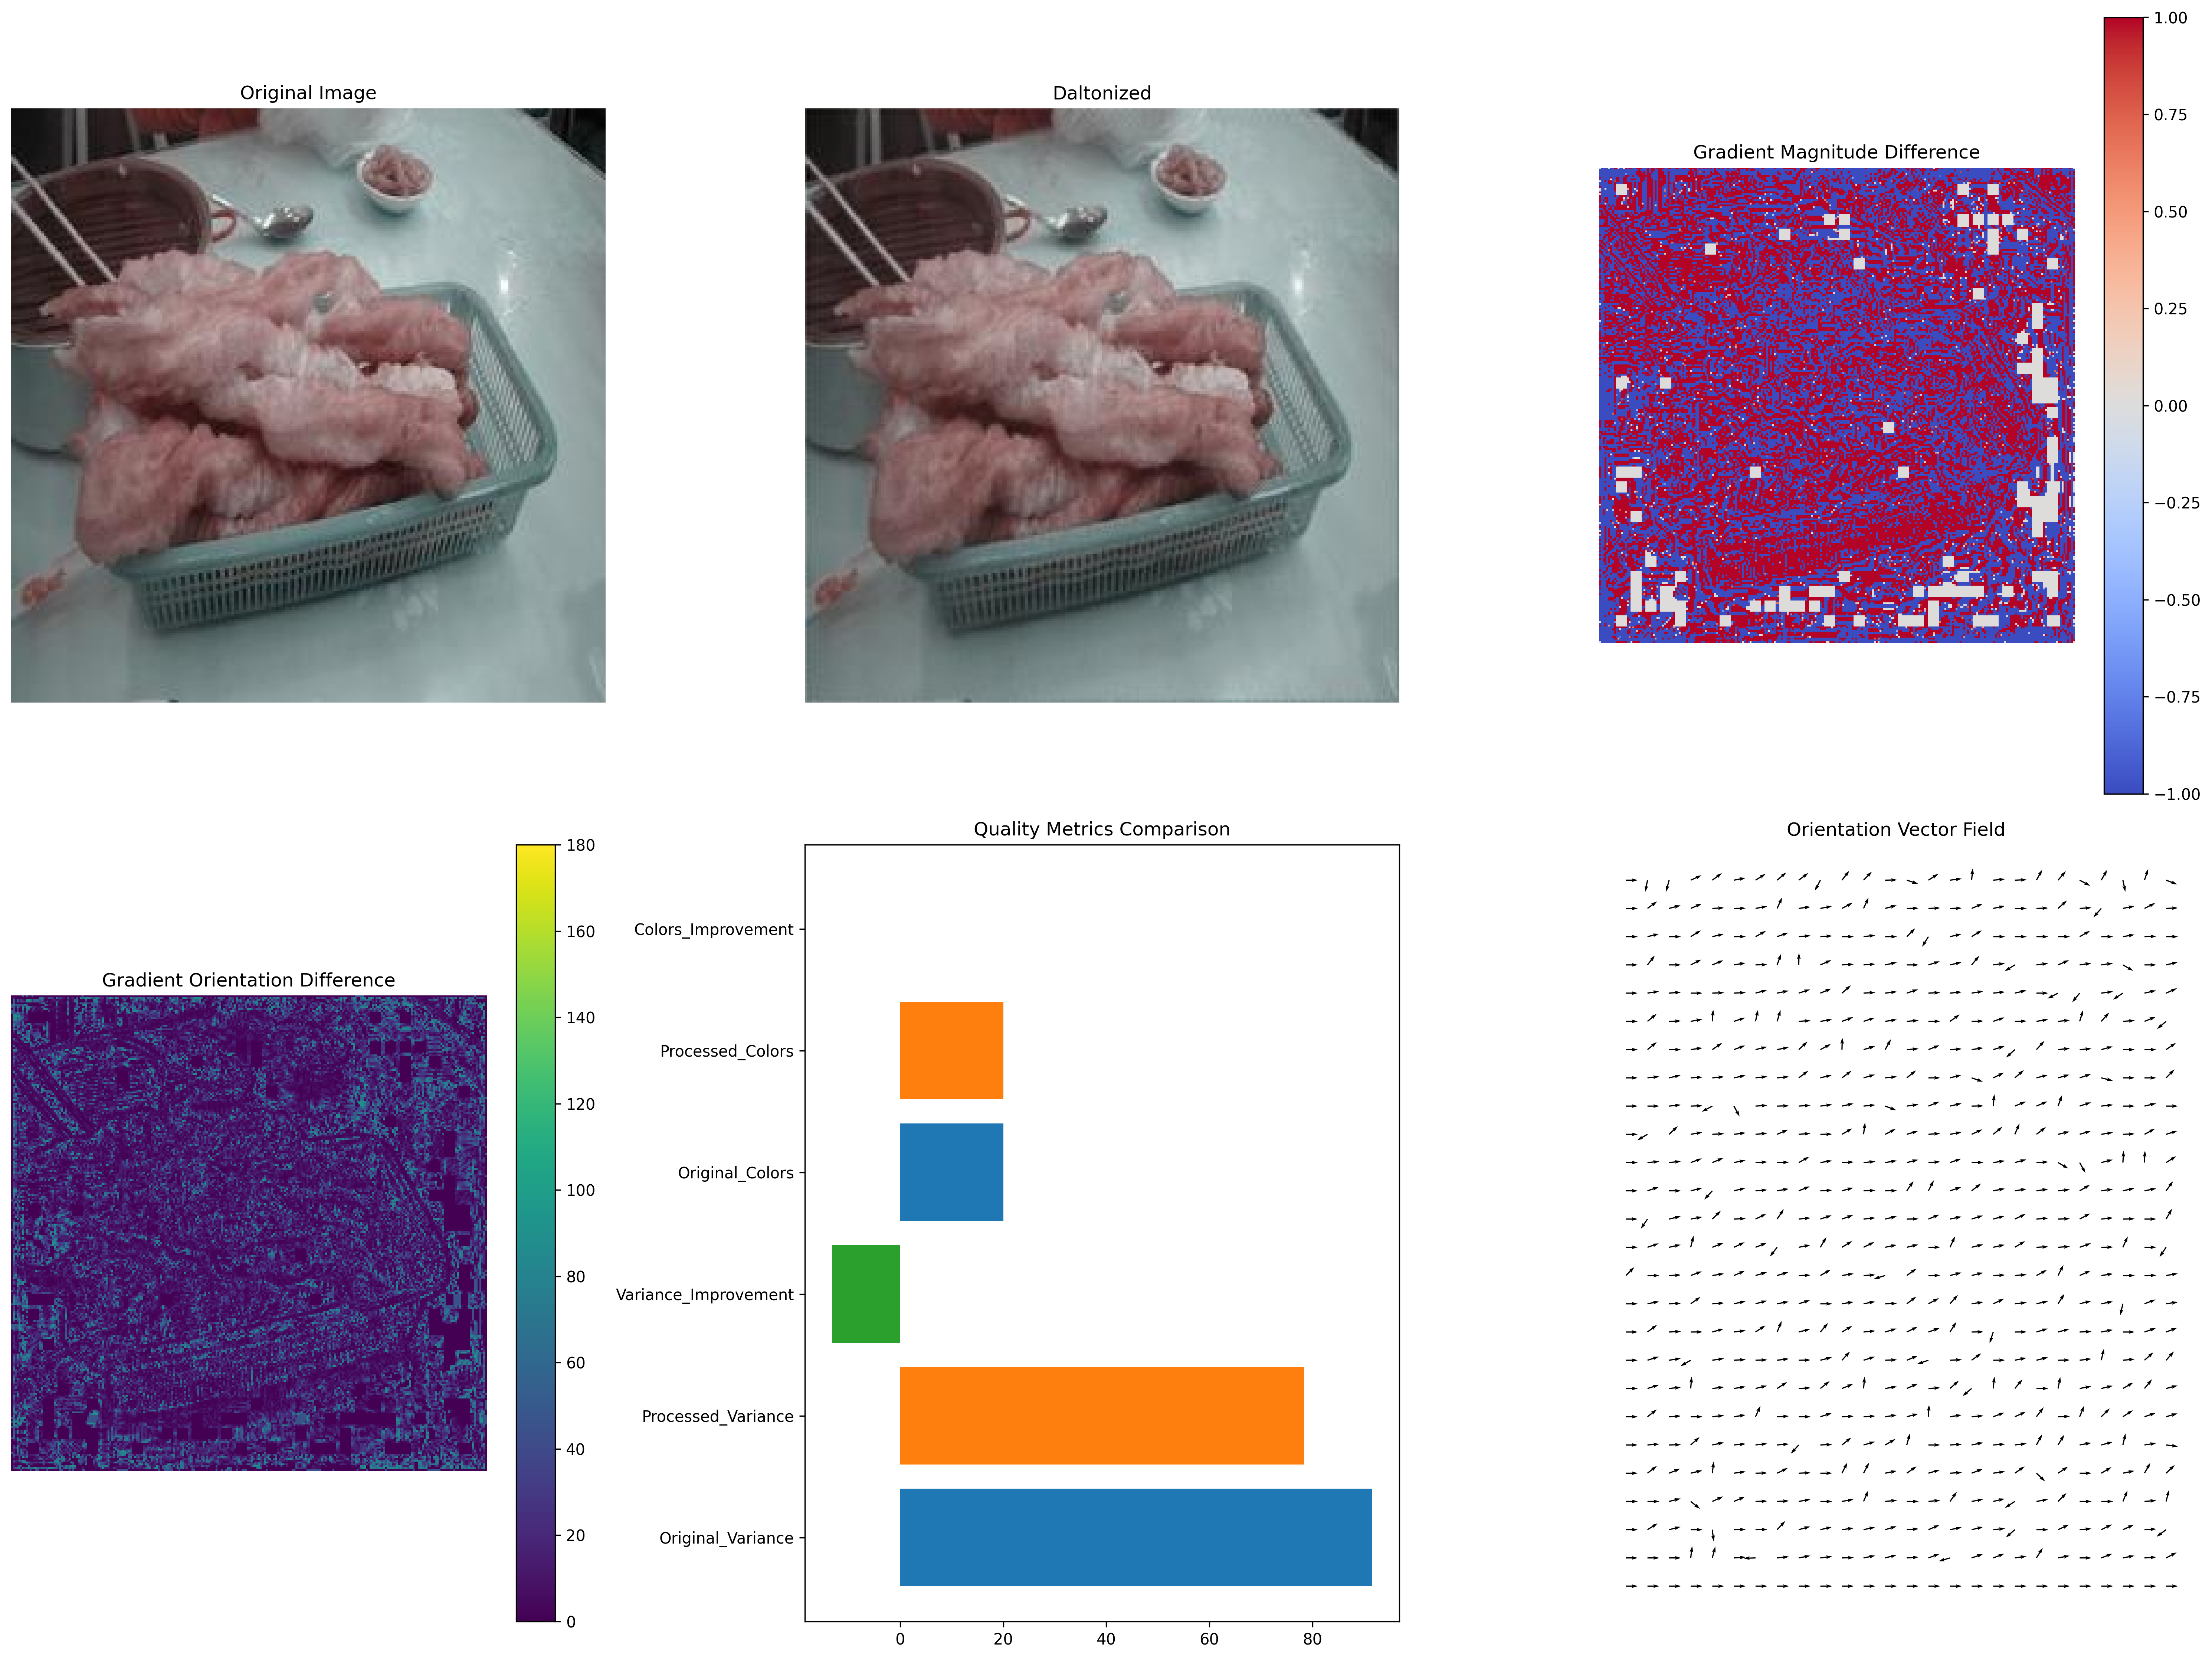 Original Image
Daltonized
Gradient Magnitude Difference
1.00
0.75
0.50
0.25
0.00
−0.25
−0.50
−0.75
−1.00
Gradient Orientation Difference
180
160
140
120
100
80
60
40
20
0
Quality Metrics Comparison
Colors_Improvement
Processed_Colors
Original_Colors
Variance_Improvement
Processed_Variance
Original_Variance
0 20 40 60 80
Orientation Vector Field